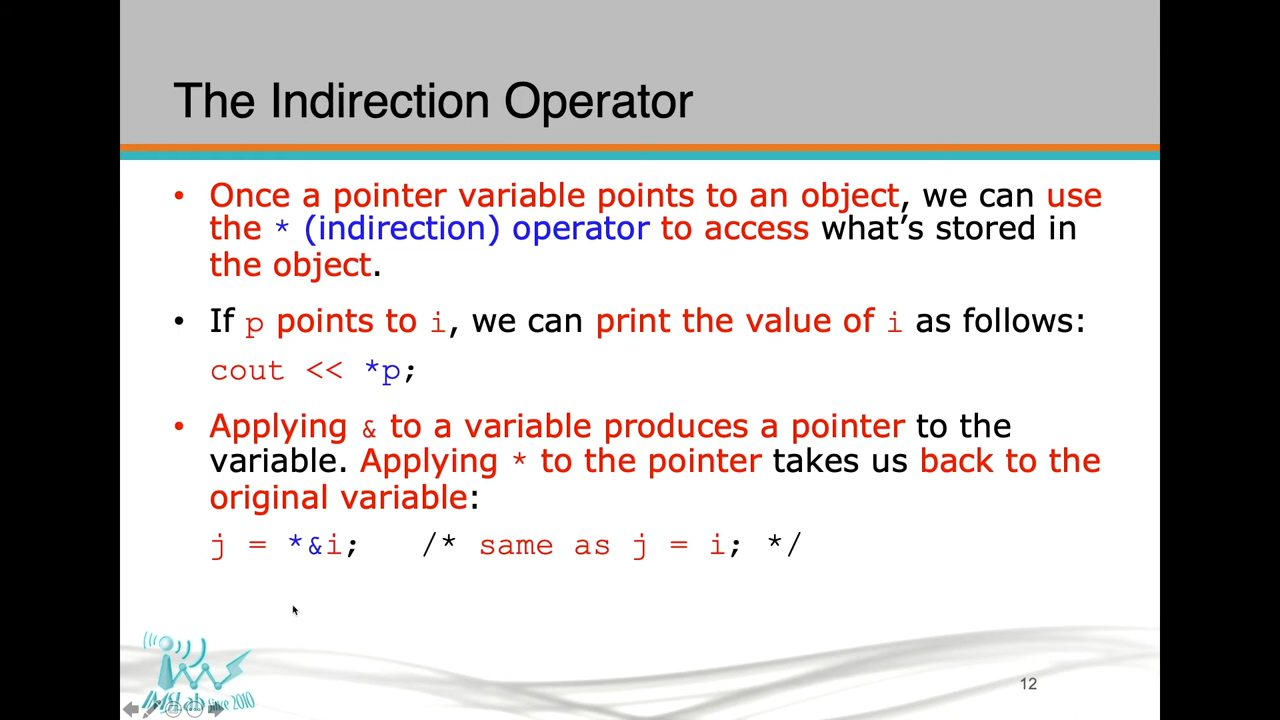 The Indirection Operator
• Once a pointer variable points to an object, we can use
the * (indirection) operator to access what’s stored in
the object.
• If p points to i, we can print the value of i as follows:
cout << *p;
• Applying & to a variable produces a pointer to the
variable. Applying * to the pointer takes us back to the
original variable:
j = *&i;   /* same as j = i; */
since 2010
12